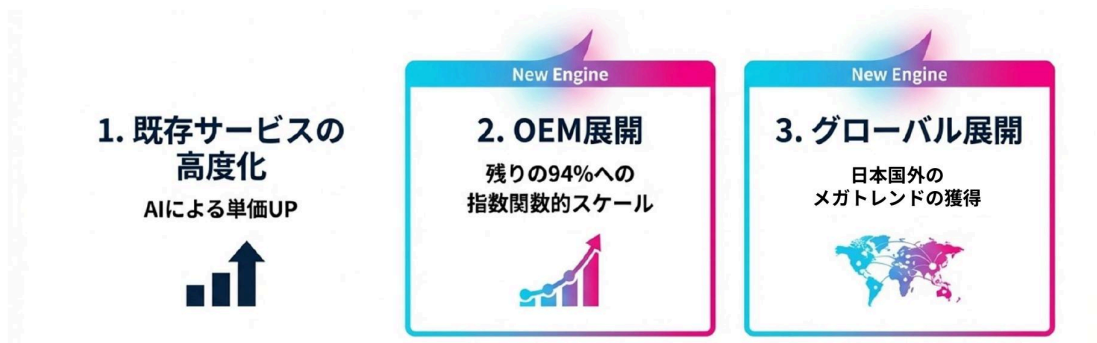 1. 既存サービスの
高度化
AIによる単価UP
New Engine
2. OEM展開
残りの94%への
指数関数的スケール
New Engine
3. グローバル展開
日本国外の
メガトレンドの獲得